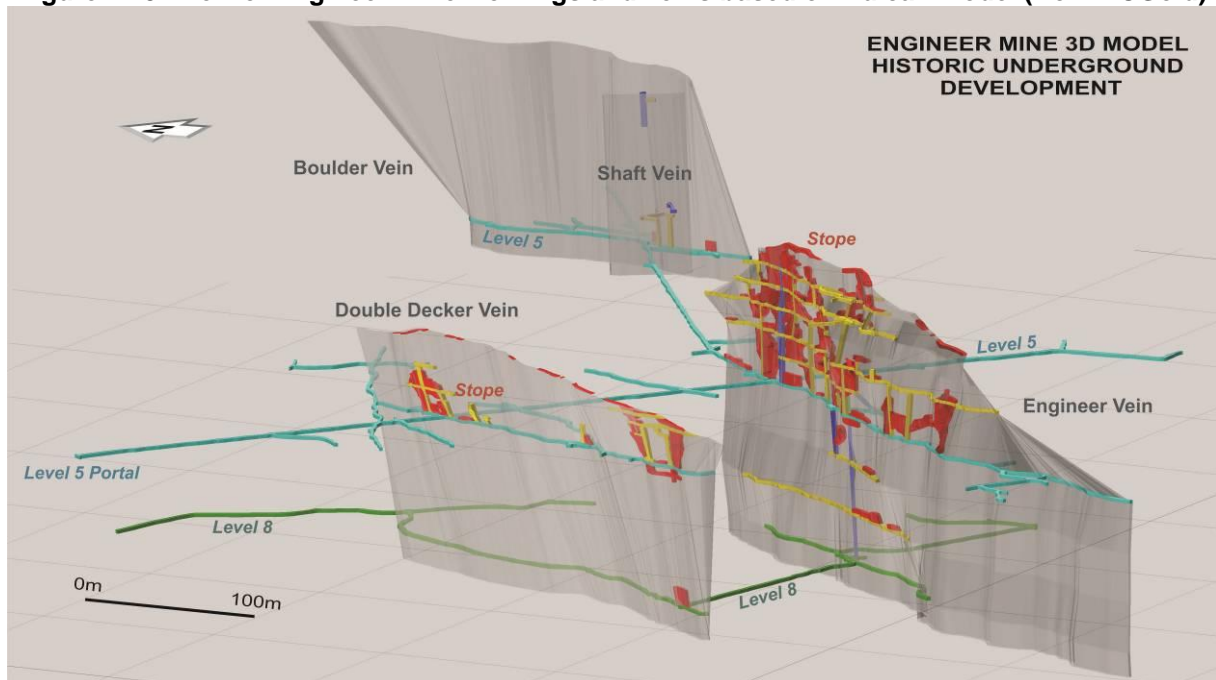 ENGINEER MINE 3D MODEL
HISTORIC UNDERGROUND
DEVELOPMENT
N
Boulder Vein
Shaft Vein
Level 5
Stope
Double Decker Vein
Level 5
Stope
Engineer Vein
Level 5 Portal
Level 8
0m
100m
Level 8